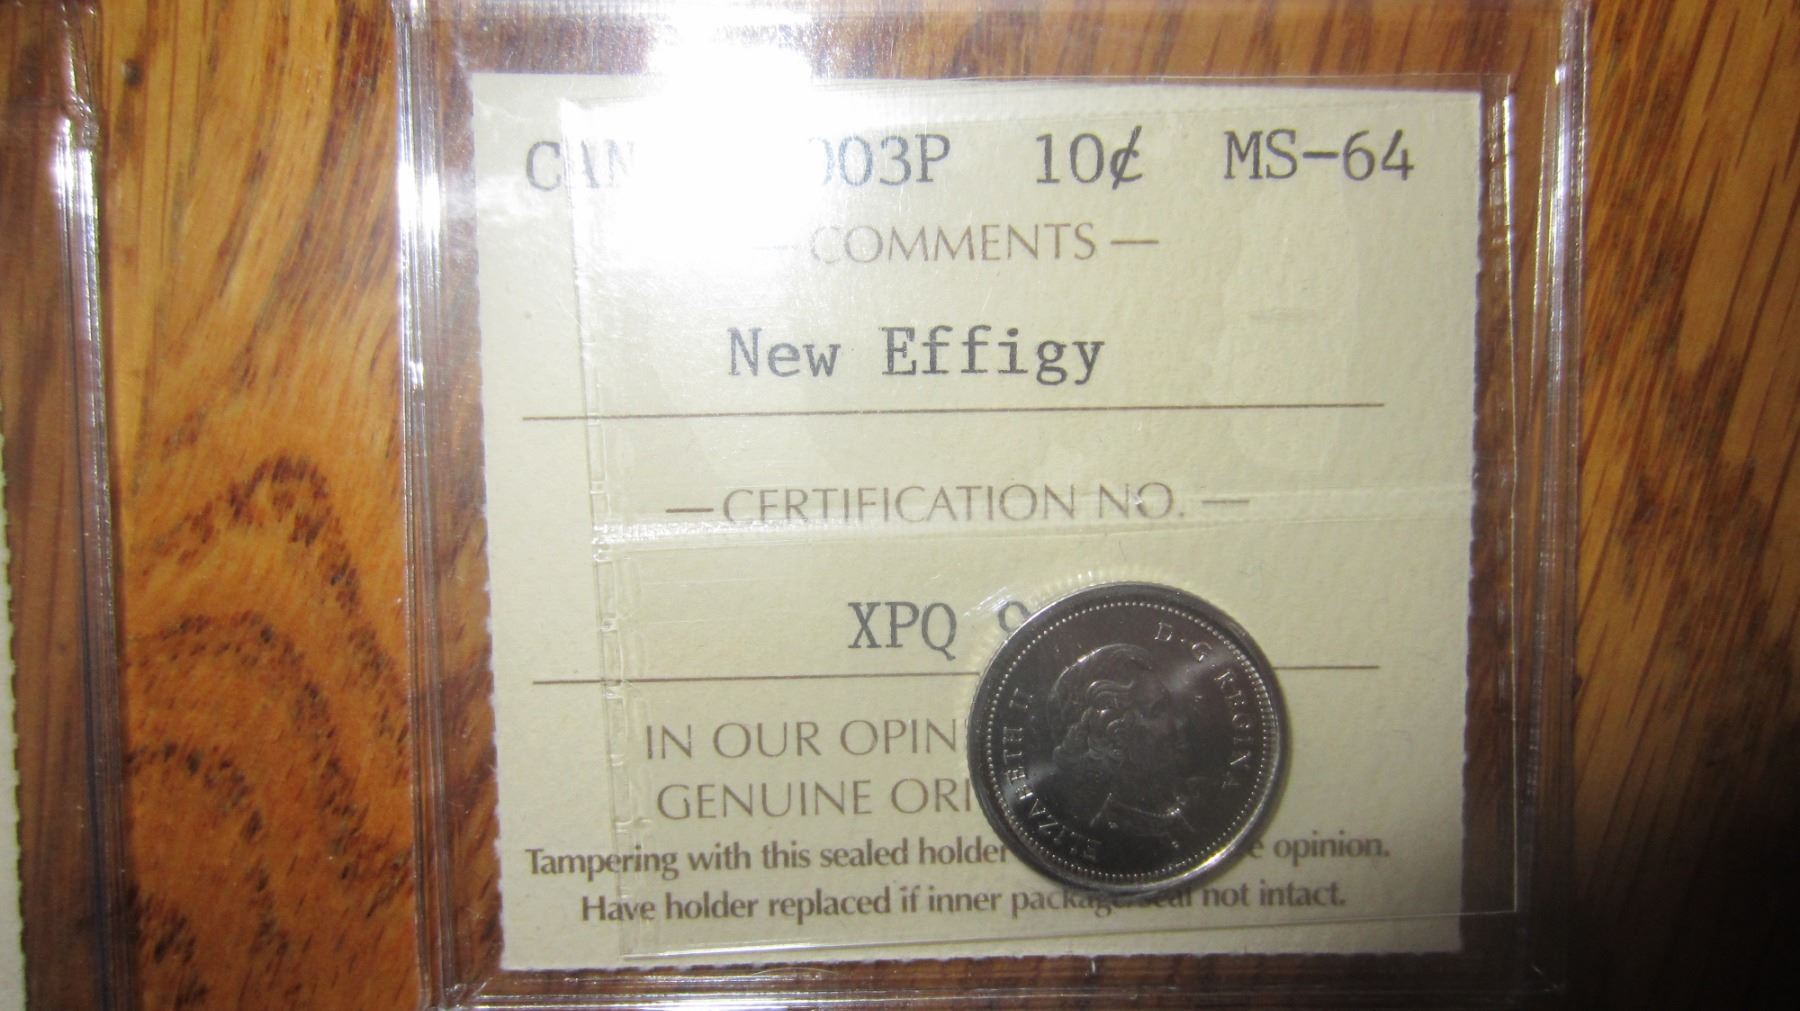 CAN 003P 10¢ MS-64
— COMMENTS —
New Effigy
— CERTIFICATION NO. —
XPQ 9
IN OUR OPIN
GENUINE ORI
Tampering with this sealed holder e opinion.
Have holder replaced if inner package seal not intact.
ELIZABETH II D·G·REGINA